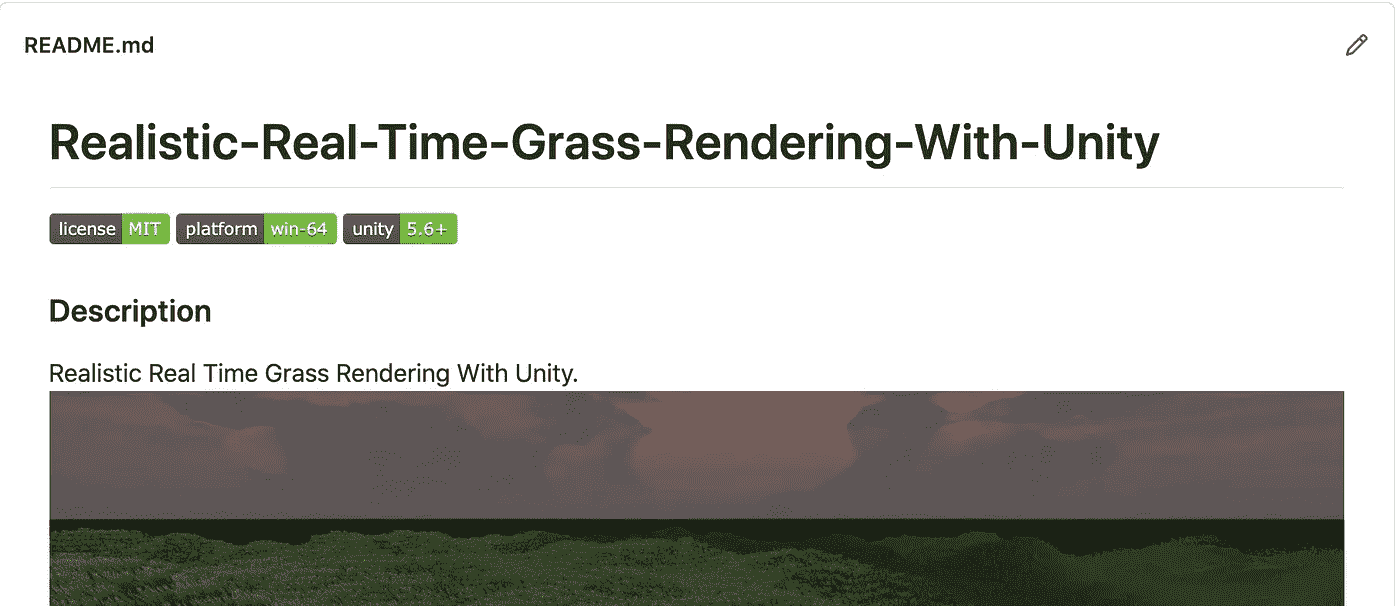 README.md
Realistic-Real-Time-Grass-Rendering-With-Unity
license MIT platform win-64 unity 5.6+
Description
Realistic Real Time Grass Rendering With Unity.